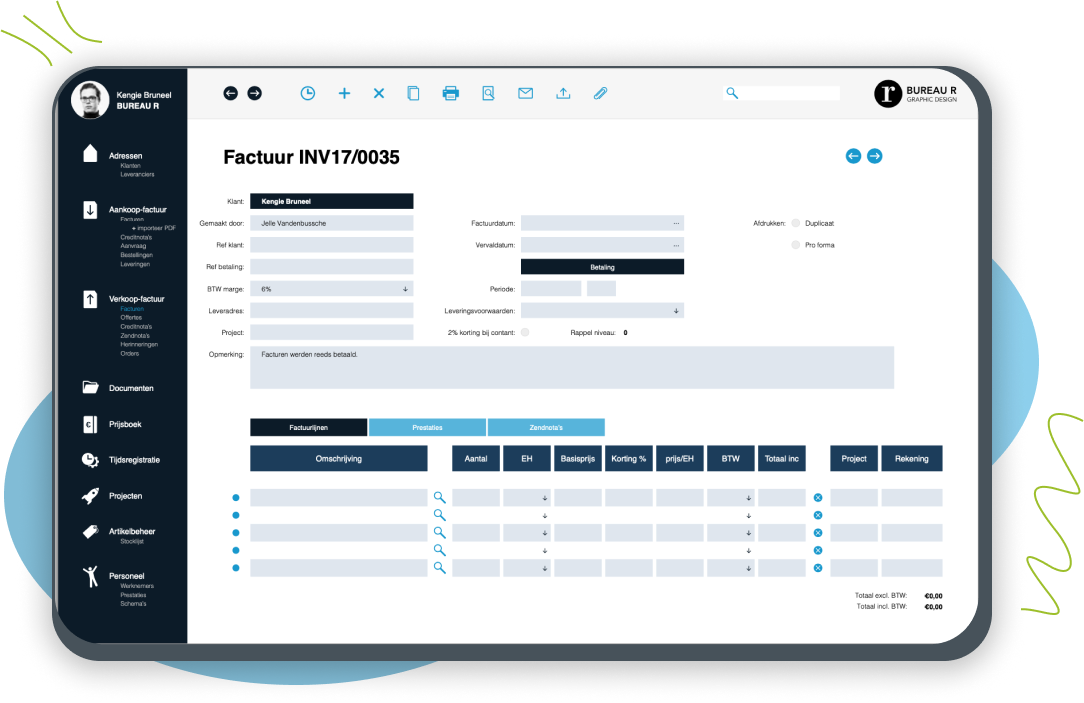 Kengie Bruneel
BUREAU R
BUREAU R
GRAPHIC DESIGN
Adressen
Klanten
Leveranciers
Aankoop-factuur
Facturen
+ importeer PDF
Creditnota's
Aanvraag
Bestellingen
Leveringen
Verkoop-factuur
Facturen
Offertes
Creditnota's
Zendnota's
Herinneringen
Orders
Documenten
€
Prijsboek
Tijdsregistratie
Projecten
Artikelbeheer
Stocklijst
Personeel
Werknemers
Prestaties
Schema's
Factuur INV17/0035
Klant: Kengie Bruneel
Gemaakt door: Jelle Vandenbussche
Ref klant:
Ref betaling:
BTW marge: 6%
Leveradres:
Project:
Factuurdatum: ...
Vervaldatum: ...
Betaling
Periode:
Leveringsvoorwaarden:
2% korting bij contant: Rappel niveau: 0
Afdrukken: Duplicaat
Pro forma
Opmerking: Facturen werden reeds betaald.
Factuurlijnen Prestaties Zendnota's
Omschrijving Aantal EH Basisprijs Korting % prijs/EH BTW Totaal inc Project Rekening
Totaal excl. BTW: €0,00
Totaal incl. BTW: €0,00